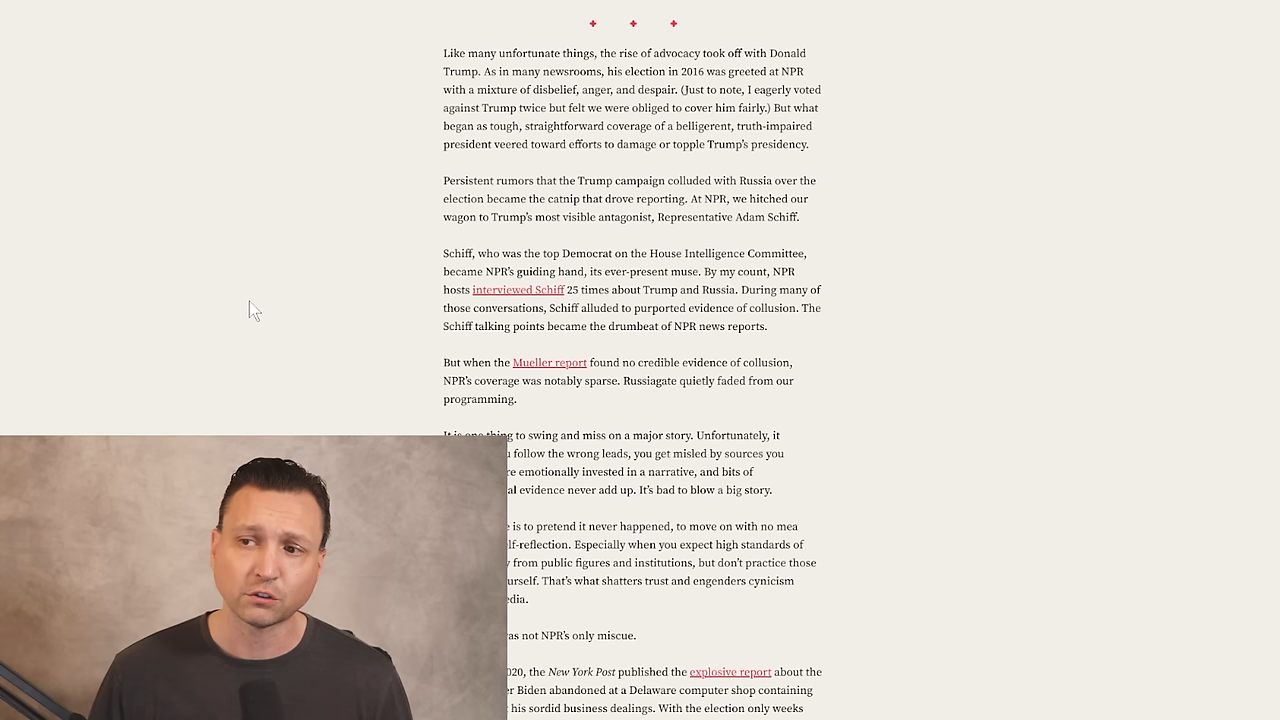 Like many unfortunate things, the rise of advocacy took off with Donald
Trump. As in many newsrooms, his election in 2016 was greeted at NPR
with a mixture of disbelief, anger, and despair. (Just to note, I eagerly voted
against Trump twice but felt we were obliged to cover him fairly.) But what
began as tough, straightforward coverage of a belligerent, truth-impaired
president veered toward efforts to damage or topple Trump’s presidency.
Persistent rumors that the Trump campaign colluded with Russia over the
election became the catnip that drove reporting. At NPR, we hitched our
wagon to Trump’s most visible antagonist, Representative Adam Schiff.
Schiff, who was the top Democrat on the House Intelligence Committee,
became NPR’s guiding hand, its ever-present muse. By my count, NPR
hosts interviewed Schiff 25 times about Trump and Russia. During many of
those conversations, Schiff alluded to purported evidence of collusion. The
Schiff talking points became the drumbeat of NPR news reports.
But when the Mueller report found no credible evidence of collusion,
NPR’s coverage was notably sparse. Russiagate quietly faded from our
programming.
It is one thing to swing and miss on a major story. Unfortunately, it
follow the wrong leads, you get misled by sources you
emotionally invested in a narrative, and bits of
evidence never add up. It’s bad to blow a big story.
is to pretend it never happened, to move on with no mea
Especially when you expect high standards of
from public figures and institutions, but don’t practice those
That’s what shatters trust and engenders cynicism
was not NPR’s only miscue.
the New York Post published the explosive report about the
Biden abandoned at a Delaware computer shop containing
his sordid business dealings. With the election only weeks